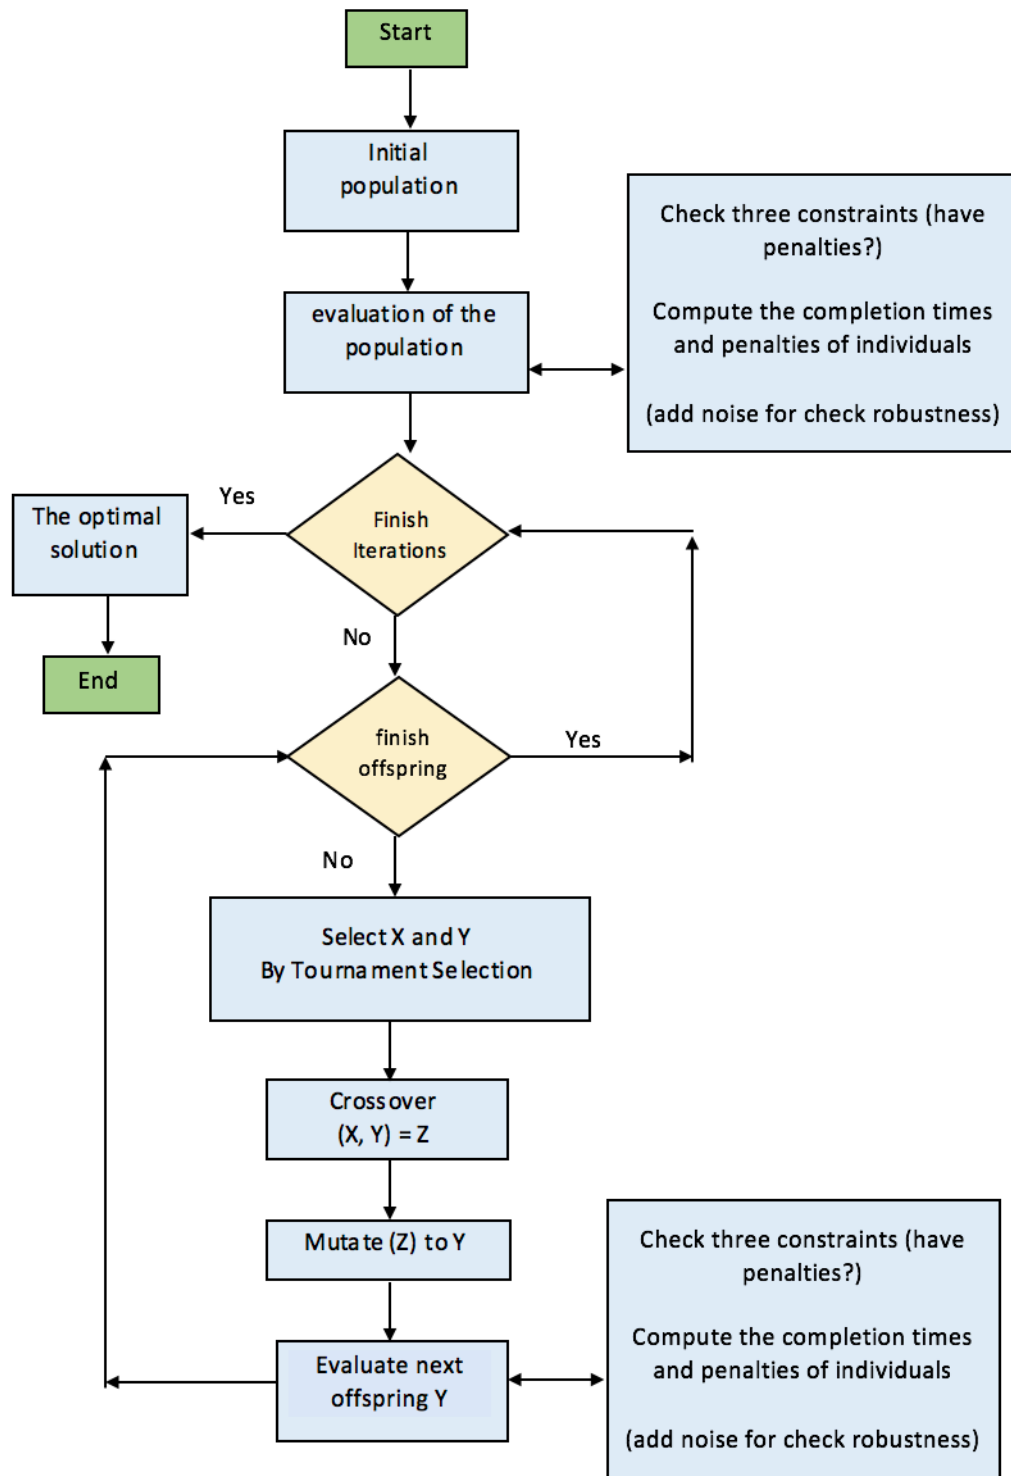 Start
Initial
population
Check three constraints (have
penalties?)
Compute the completion times
and penalties of individuals
(add noise for check robustness)
evaluation of the
population
Yes
The optimal
solution
Finish
Iterations
No
End
finish
offspring
Yes
No
Select X and Y
By Tournament Selection
Crossover
(X, Y) = Z
Mutate (Z) to Y
Evaluate next
offspring Y
Check three constraints (have
penalties?)
Compute the completion times
and penalties of individuals
(add noise for check robustness)